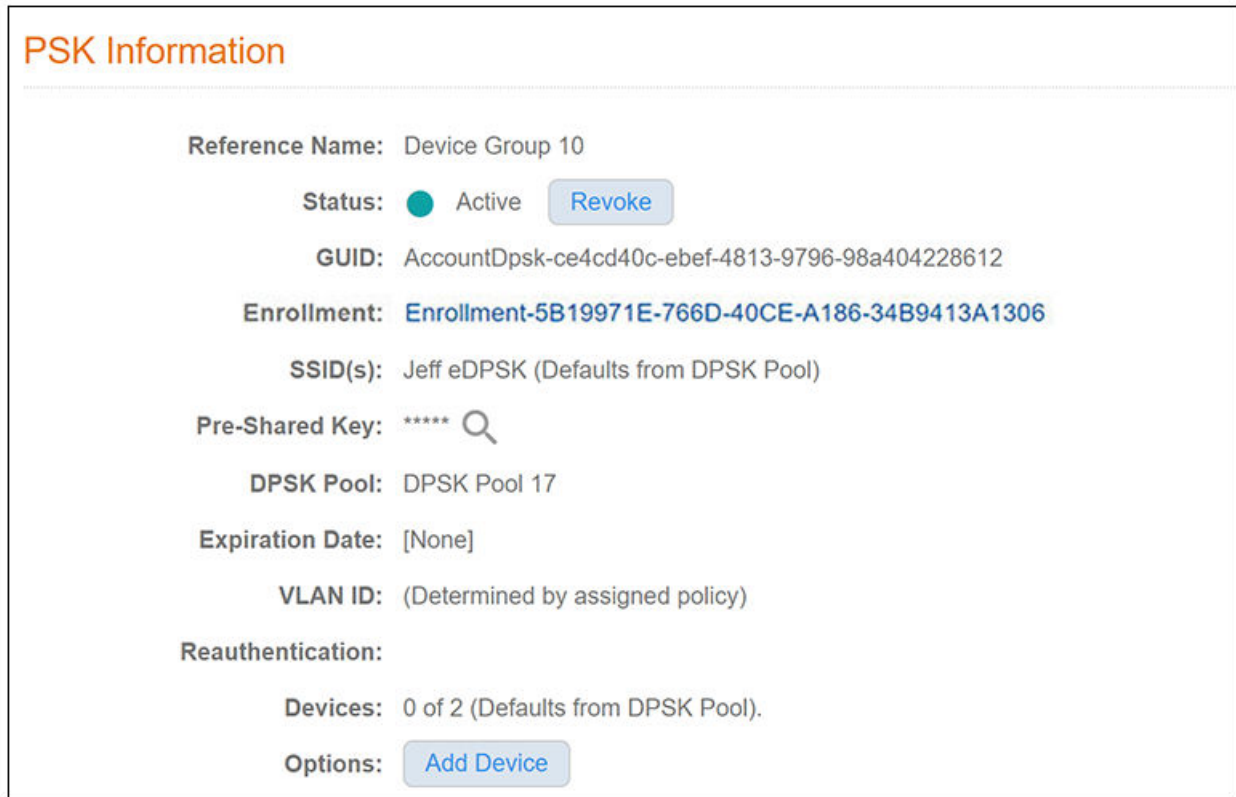 PSK Information
Reference Name: Device Group 10
Status: Active Revoke
GUID: AccountDpsk-ce4cd40c-ebef-4813-9796-98a404228612
Enrollment: Enrollment-5B19971E-766D-40CE-A186-34B9413A1306
SSID(s): Jeff eDPSK (Defaults from DPSK Pool)
Pre-Shared Key: *****
DPSK Pool: DPSK Pool 17
Expiration Date: [None]
VLAN ID: (Determined by assigned policy)
Reauthentication:
Devices: 0 of 2 (Defaults from DPSK Pool).
Options: Add Device